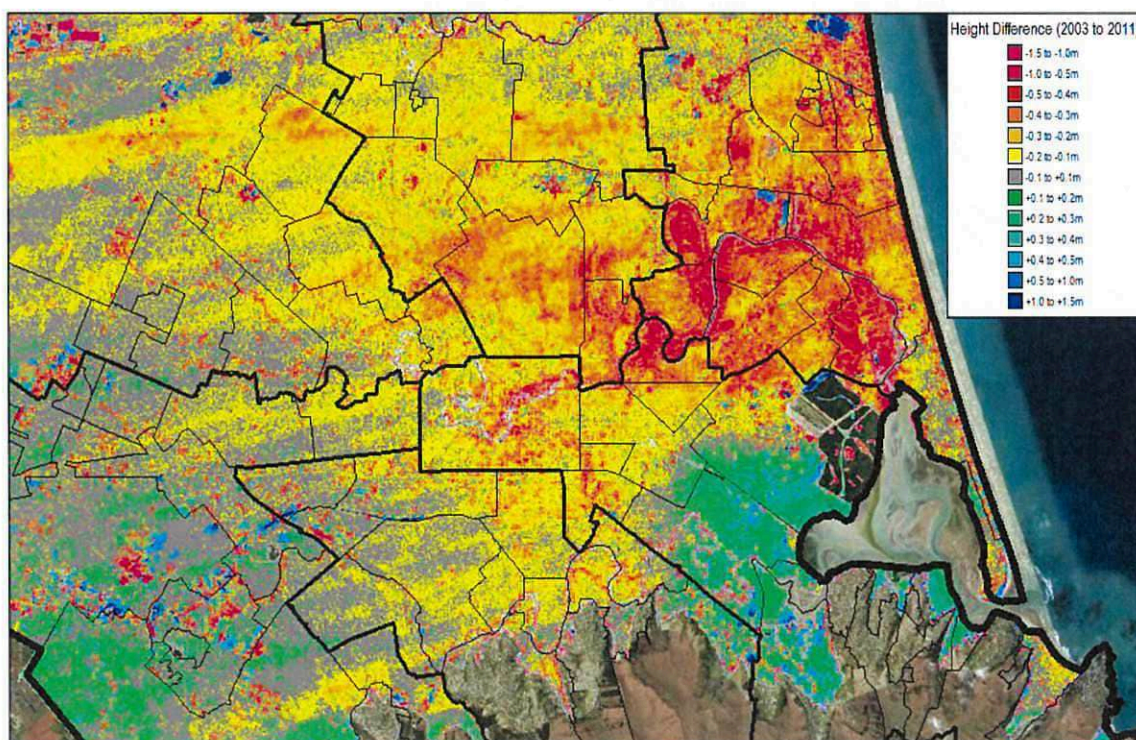 Height Difference (2003 to 2011
-1.5 to -1.0m
-1.0 to -0.5m
-0.5 to -0.4m
-0.4 to -0.3m
-0.3 to -0.2m
-0.2 to -0.1m
-0.1 to +0.1m
+0.1 to +0.2m
+0.2 to +0.3m
+0.3 to +0.4m
+0.4 to +0.5m
+0.5 to +1.0m
+1.0 to +1.5m